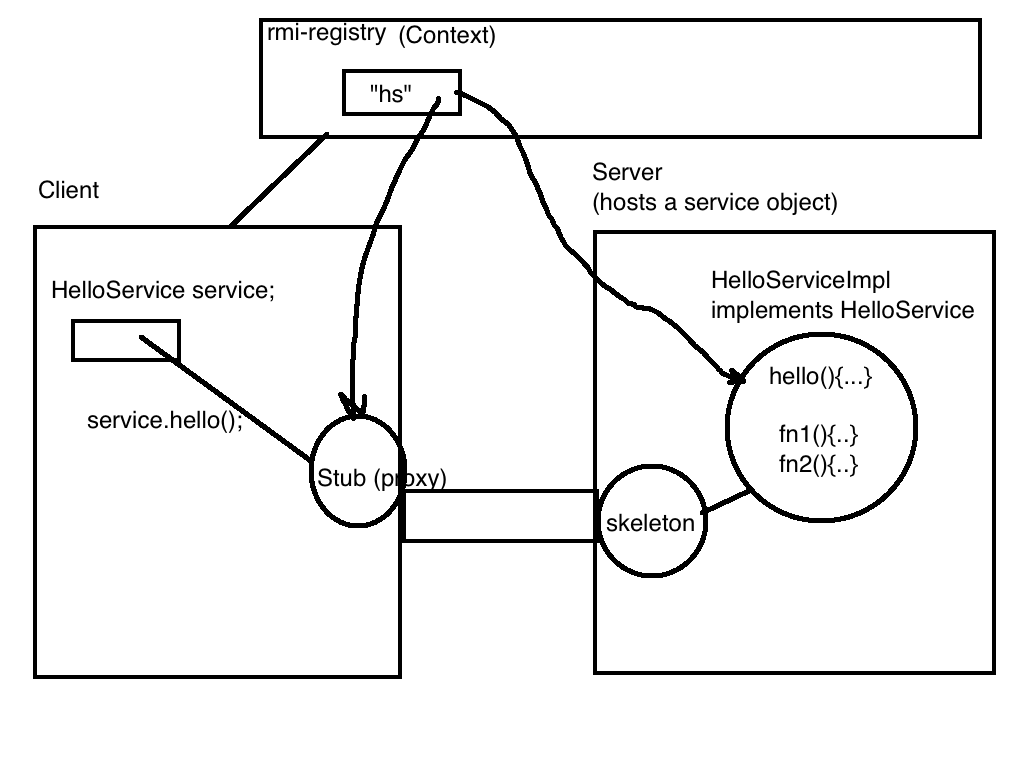 rmi-registry (Context)
"hs"
Client
Server
(hosts a service object)
HelloService service;
service.hello();
Stub (proxy)
HelloServiceImpl
implements HelloService
hello(){...}
fn1(){..}
fn2(){..}
skeleton